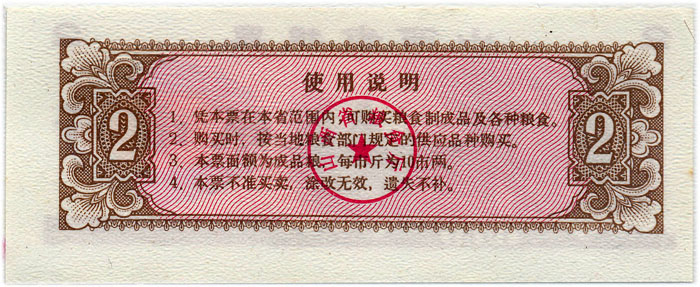 使用说明
2
1. 凭本票在本省范围内,可购买粮食制成品及各种粮食。
2. 购买时,按当地粮食部门规定的供应品种购买。
3. 本票面额为成品粮,每市斤为10市两。
4. 本票不准买卖,涂改无效,遗失不补。
2